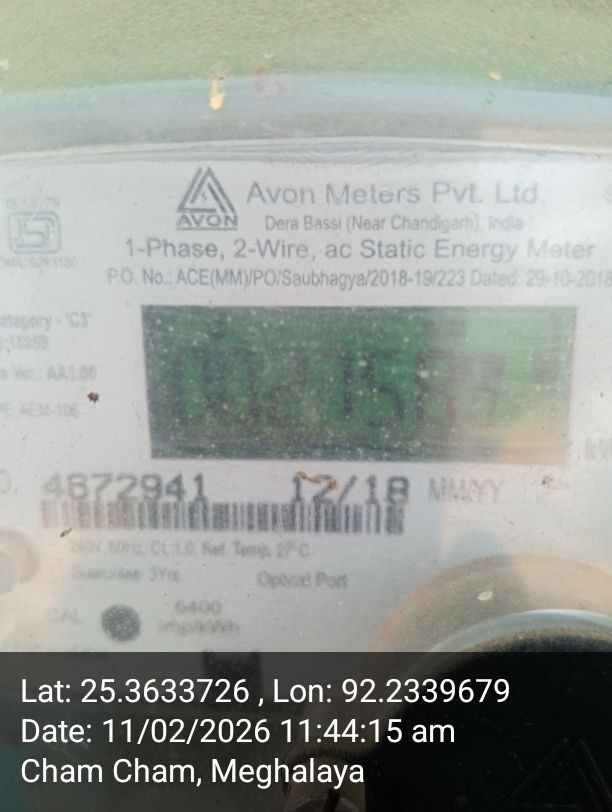 Avon Meters Pvt. Ltd.
AVON
Dera Bassi (Near Chandigarh), India
1-Phase, 2-Wire, ac Static Energy Meter
P.O. No.: ACE(MM)/PO/Saubhagya/2018-19/223 Dated: 29-10-2018
4872941 12/18 MM/YY
240V, 50Hz, CL 1.0, Ref. Temp. 27°C
Guarantee: 3Yrs
Optical Port
CAL
6400
imp/kWh
Lat: 25.3633726 , Lon: 92.2339679
Date: 11/02/2026 11:44:15 am
Cham Cham, Meghalaya